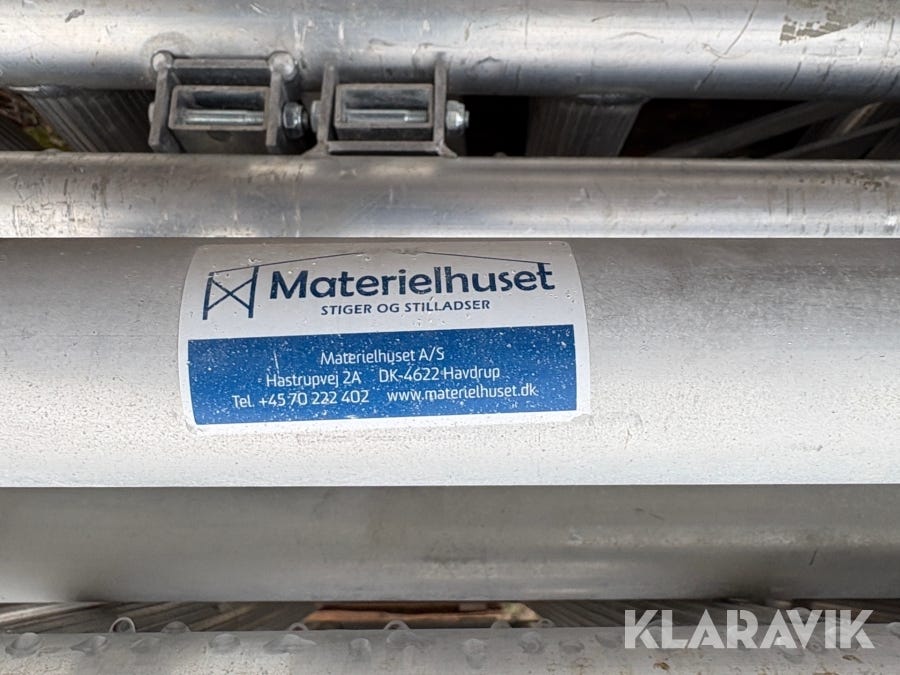 Materielhuset
STIGER OG STILLADSER
Materielhuset A/S
Hastrupvej 2A DK-4622 Havdrup
Tel. +45 70 222 402 www.materielhuset.dk
KLARAVIK